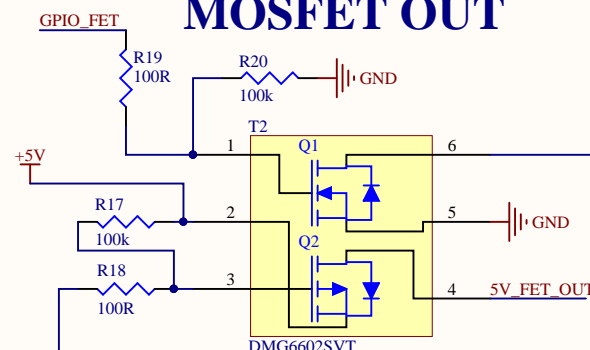 MOSFET OUT
GPIO_FET
R19
100R
R20
100k
GND
T2
1
Q1
6
+5V
R17
100k
2
5
GND
Q2
R18
100R
3
4
5V_FET_OUT
DMG6602SVT